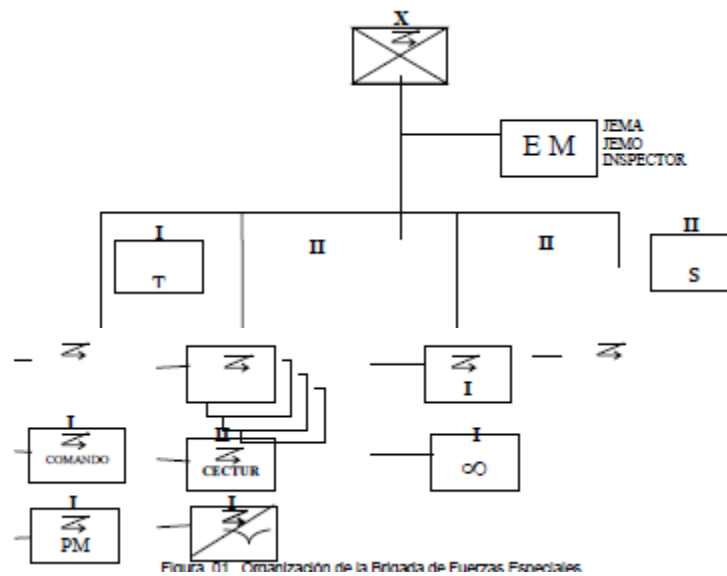 X
E M
JEMA
JEMO
INSPECTOR
I
T
II
II
II
S
I
I
COMANDO
II
CECTUR
I
∞
I
PM
I
Figura 01 Organización de la Brigada de Fuerzas Especiales